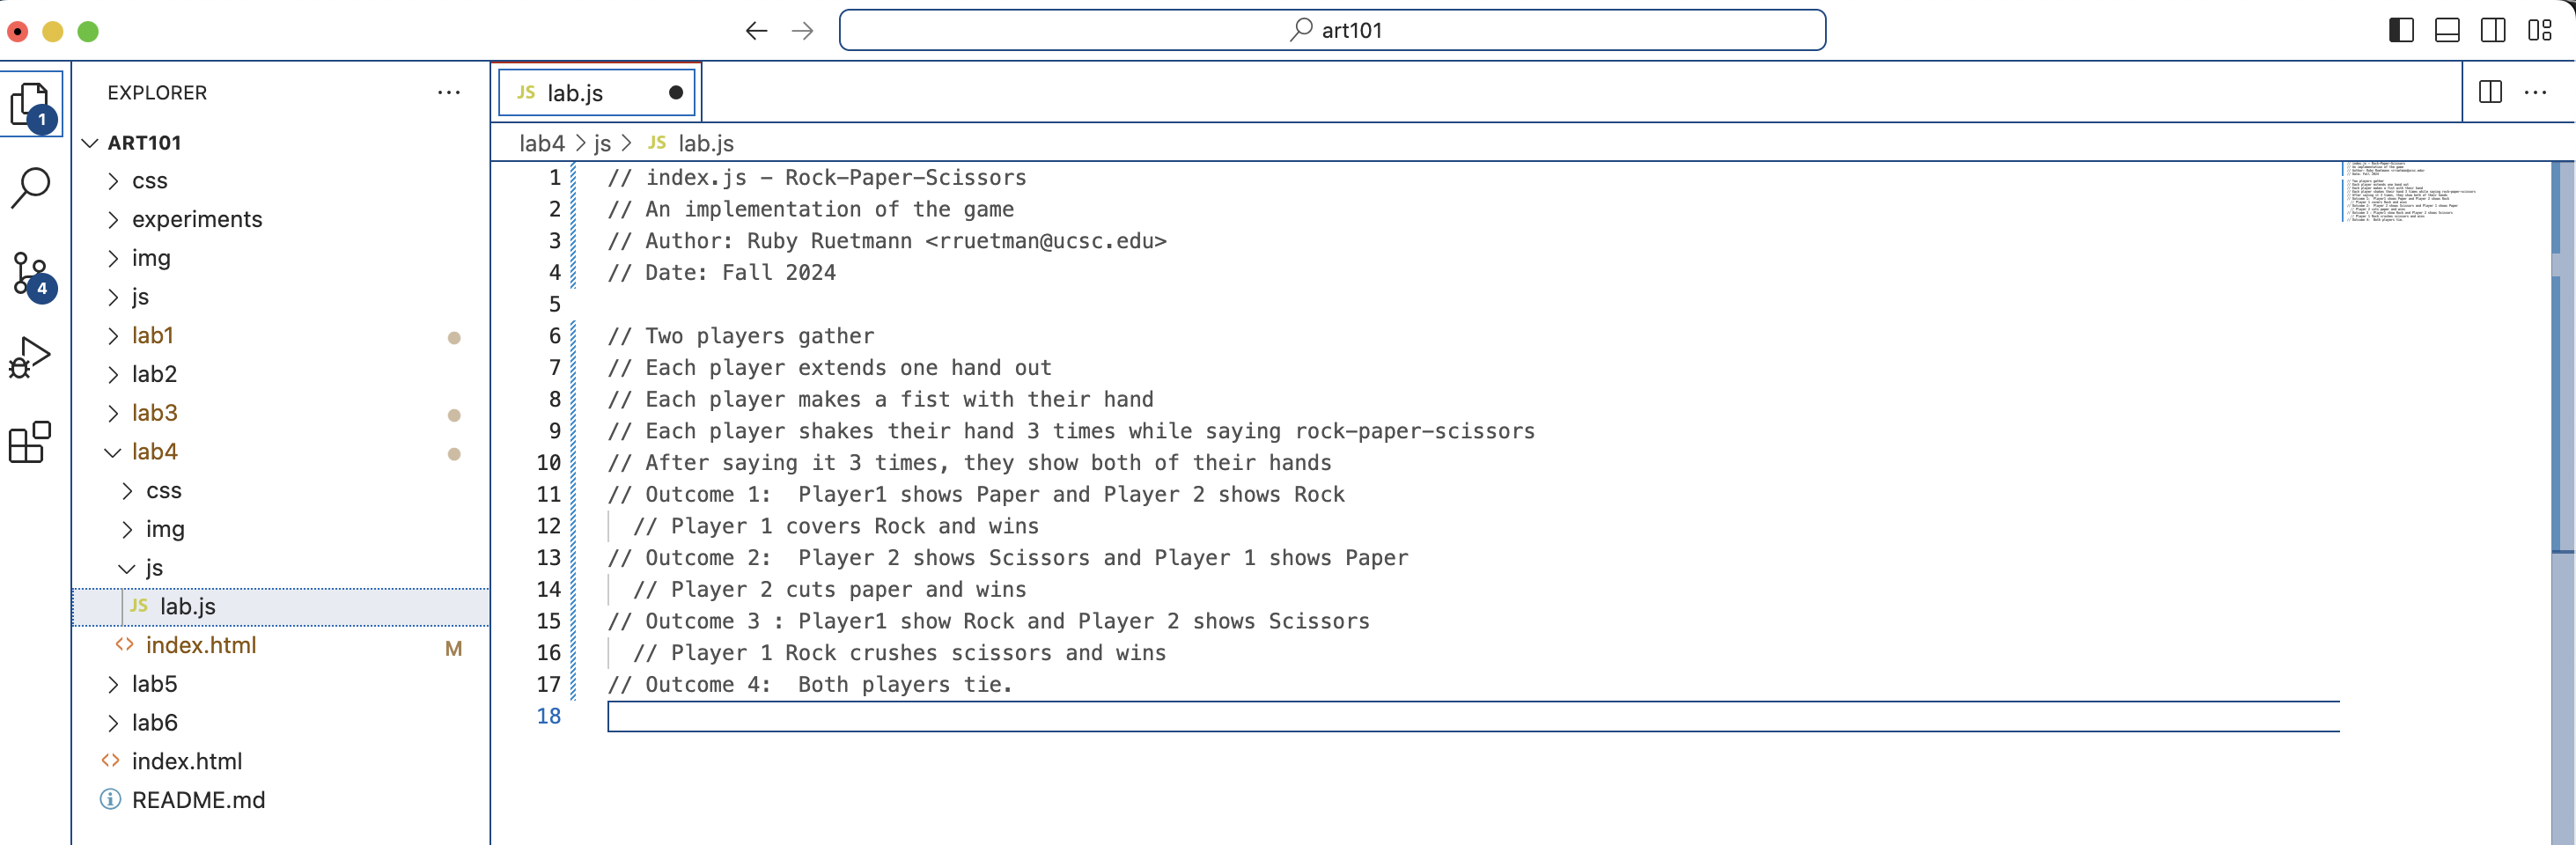 art101
EXPLORER
1
ART101
css
experiments
img
js
lab1
lab2
lab3
lab4
css
img
js
JS lab.js
index.html M
lab5
lab6
index.html
README.md
4
JS lab.js
lab4 > js > JS lab.js
1 // index.js - Rock-Paper-Scissors
2 // An implementation of the game
3 // Author: Ruby Ruetmann <rruetman@ucsc.edu>
4 // Date: Fall 2024
5
6 // Two players gather
7 // Each player extends one hand out
8 // Each player makes a fist with their hand
9 // Each player shakes their hand 3 times while saying rock-paper-scissors
10 // After saying it 3 times, they show both of their hands
11 // Outcome 1:  Player1 shows Paper and Player 2 shows Rock
12   // Player 1 covers Rock and wins
13 // Outcome 2:  Player 2 shows Scissors and Player 1 shows Paper
14   // Player 2 cuts paper and wins
15 // Outcome 3 : Player1 show Rock and Player 2 shows Scissors
16   // Player 1 Rock crushes scissors and wins
17 // Outcome 4:  Both players tie.
18